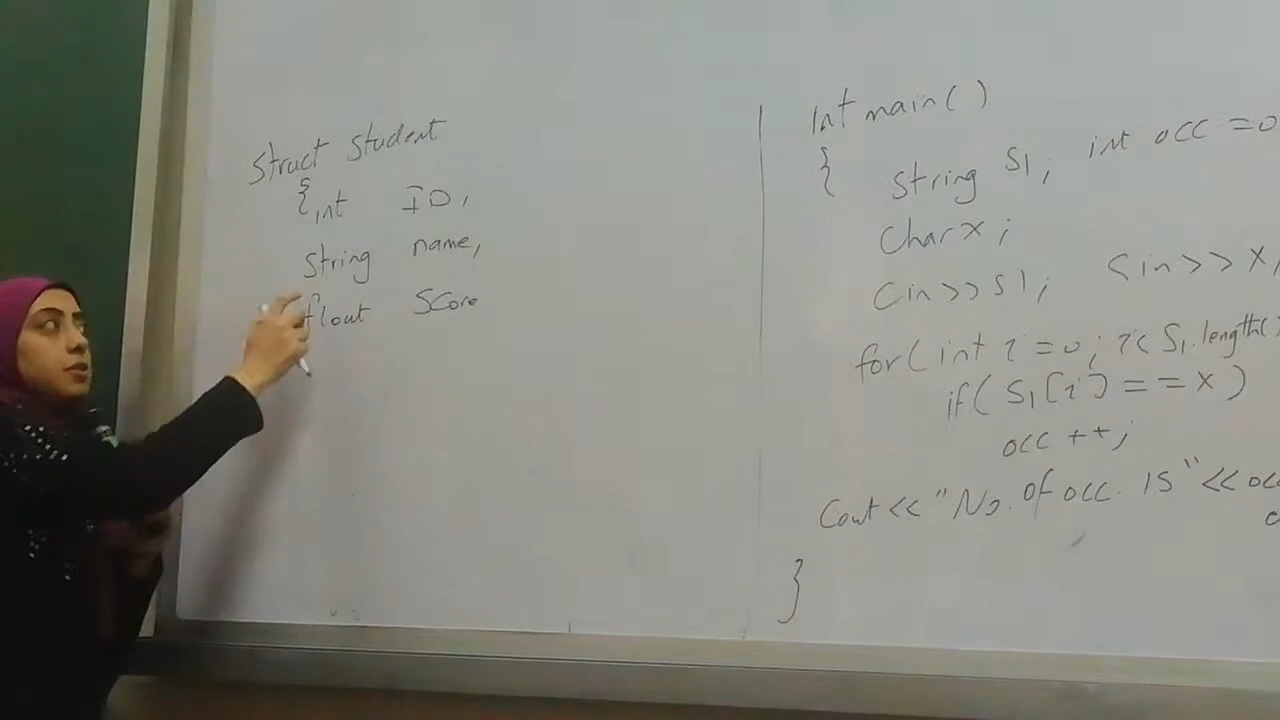 struct student
{ int ID,
string name,
flout Score
int main()
{ string S1; int occ =0
char x;
Cin>>S1; Cin>>X,
for(int i=0; i< S1.length()
if( S1[i] == x )
occ ++;
Cout<< "No. of occ. is" << occ
}